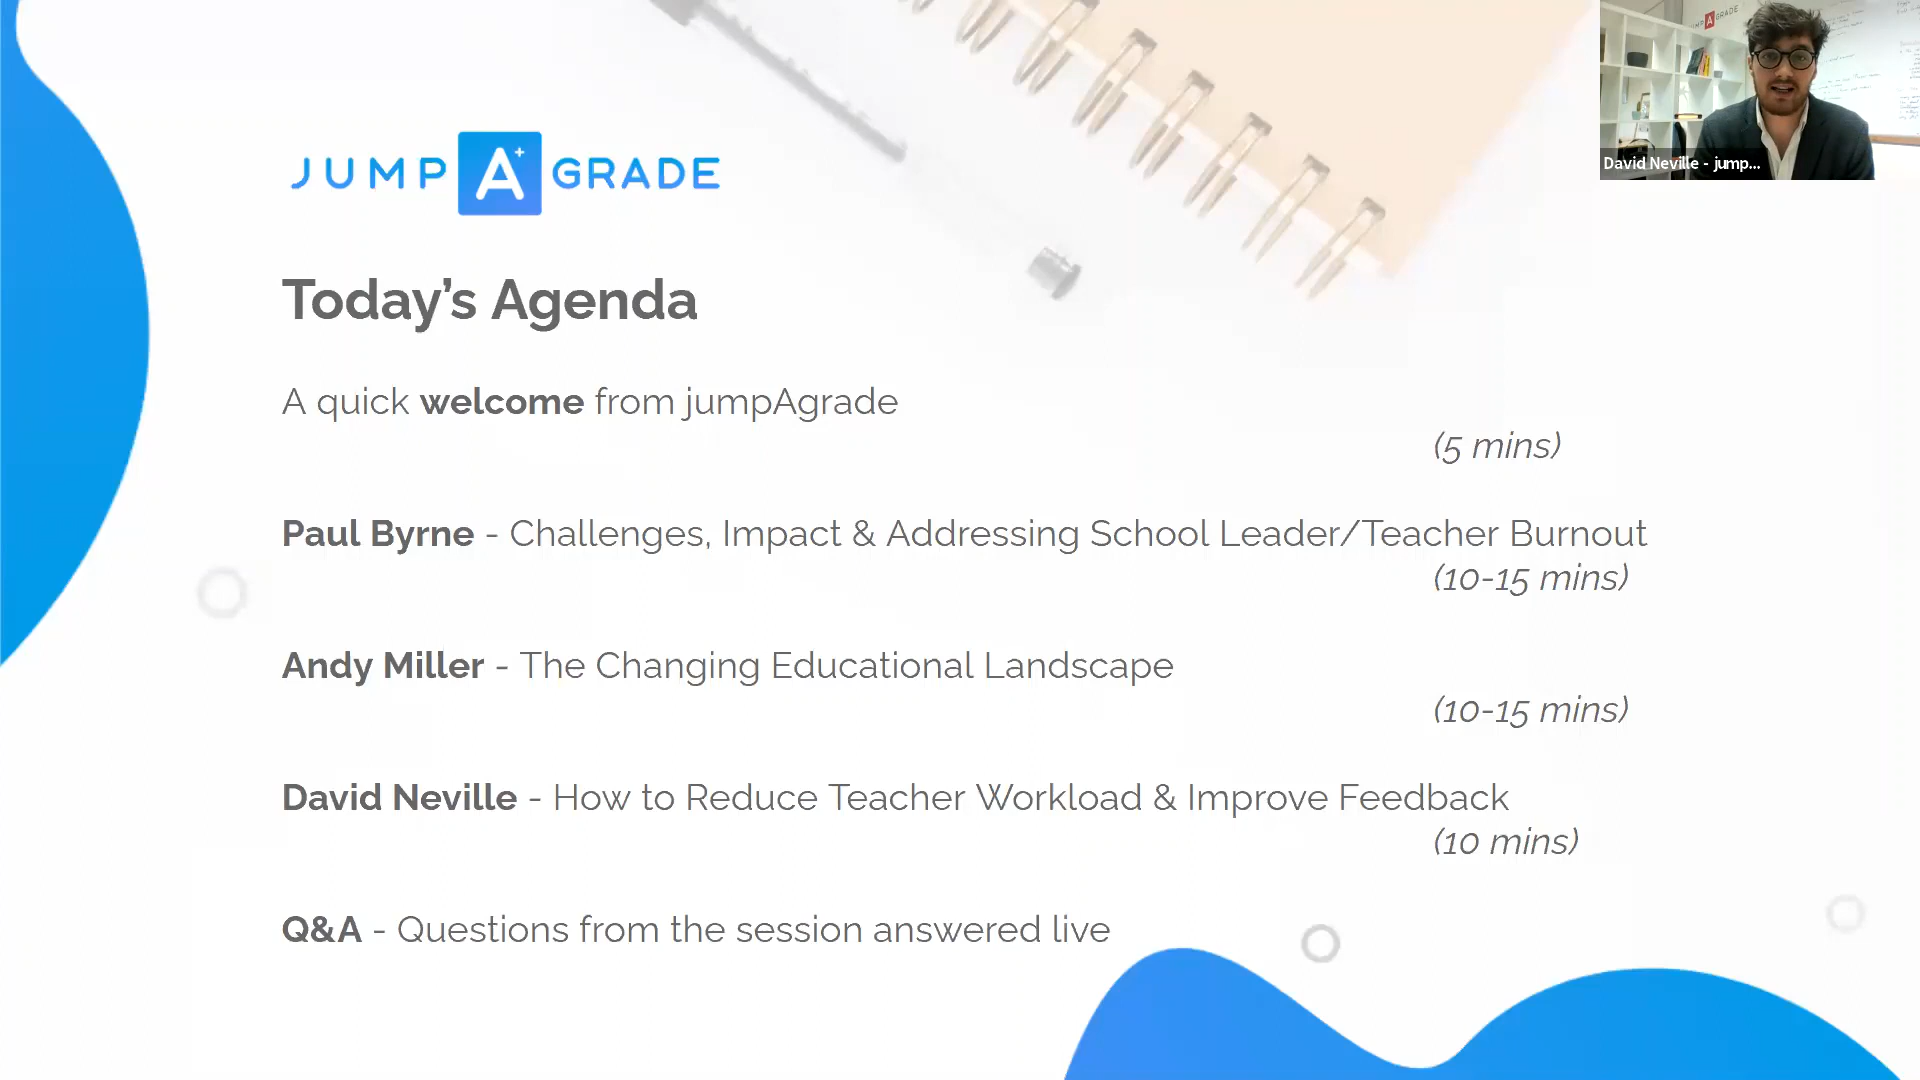 JUMP A+ GRADE
JUMP A GRADE
David Neville - jump...
Today's Agenda
A quick welcome from jumpAgrade
(5 mins)
Paul Byrne - Challenges, Impact & Addressing School Leader/Teacher Burnout
(10-15 mins)
Andy Miller - The Changing Educational Landscape
(10-15 mins)
David Neville - How to Reduce Teacher Workload & Improve Feedback
(10 mins)
Q&A - Questions from the session answered live